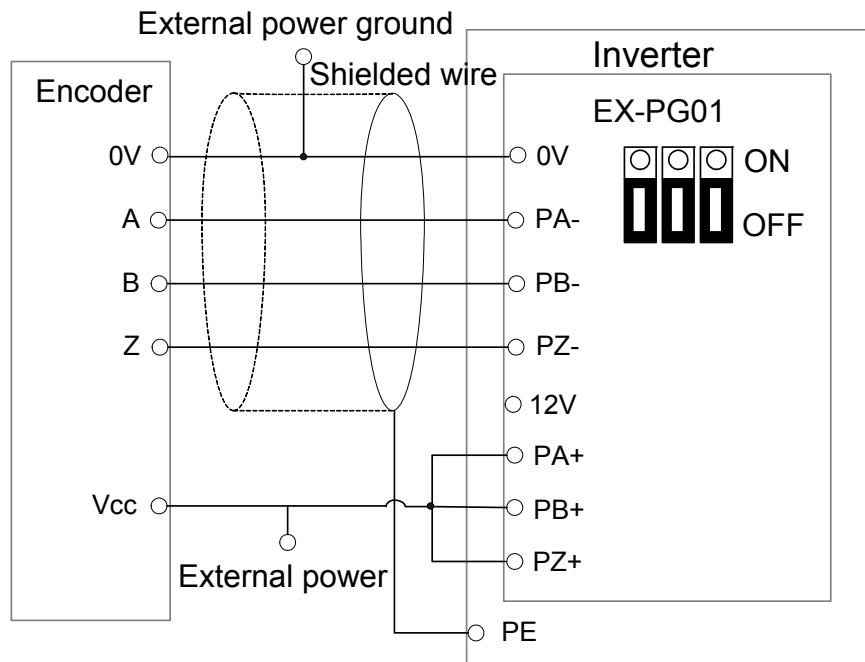 External power ground
Inverter
Shielded wire
Encoder
EX-PG01
0V
0V
ON
A
PA-
OFF
B
PB-
Z
PZ-
12V
PA+
Vcc
PB+
External power
PZ+
PE